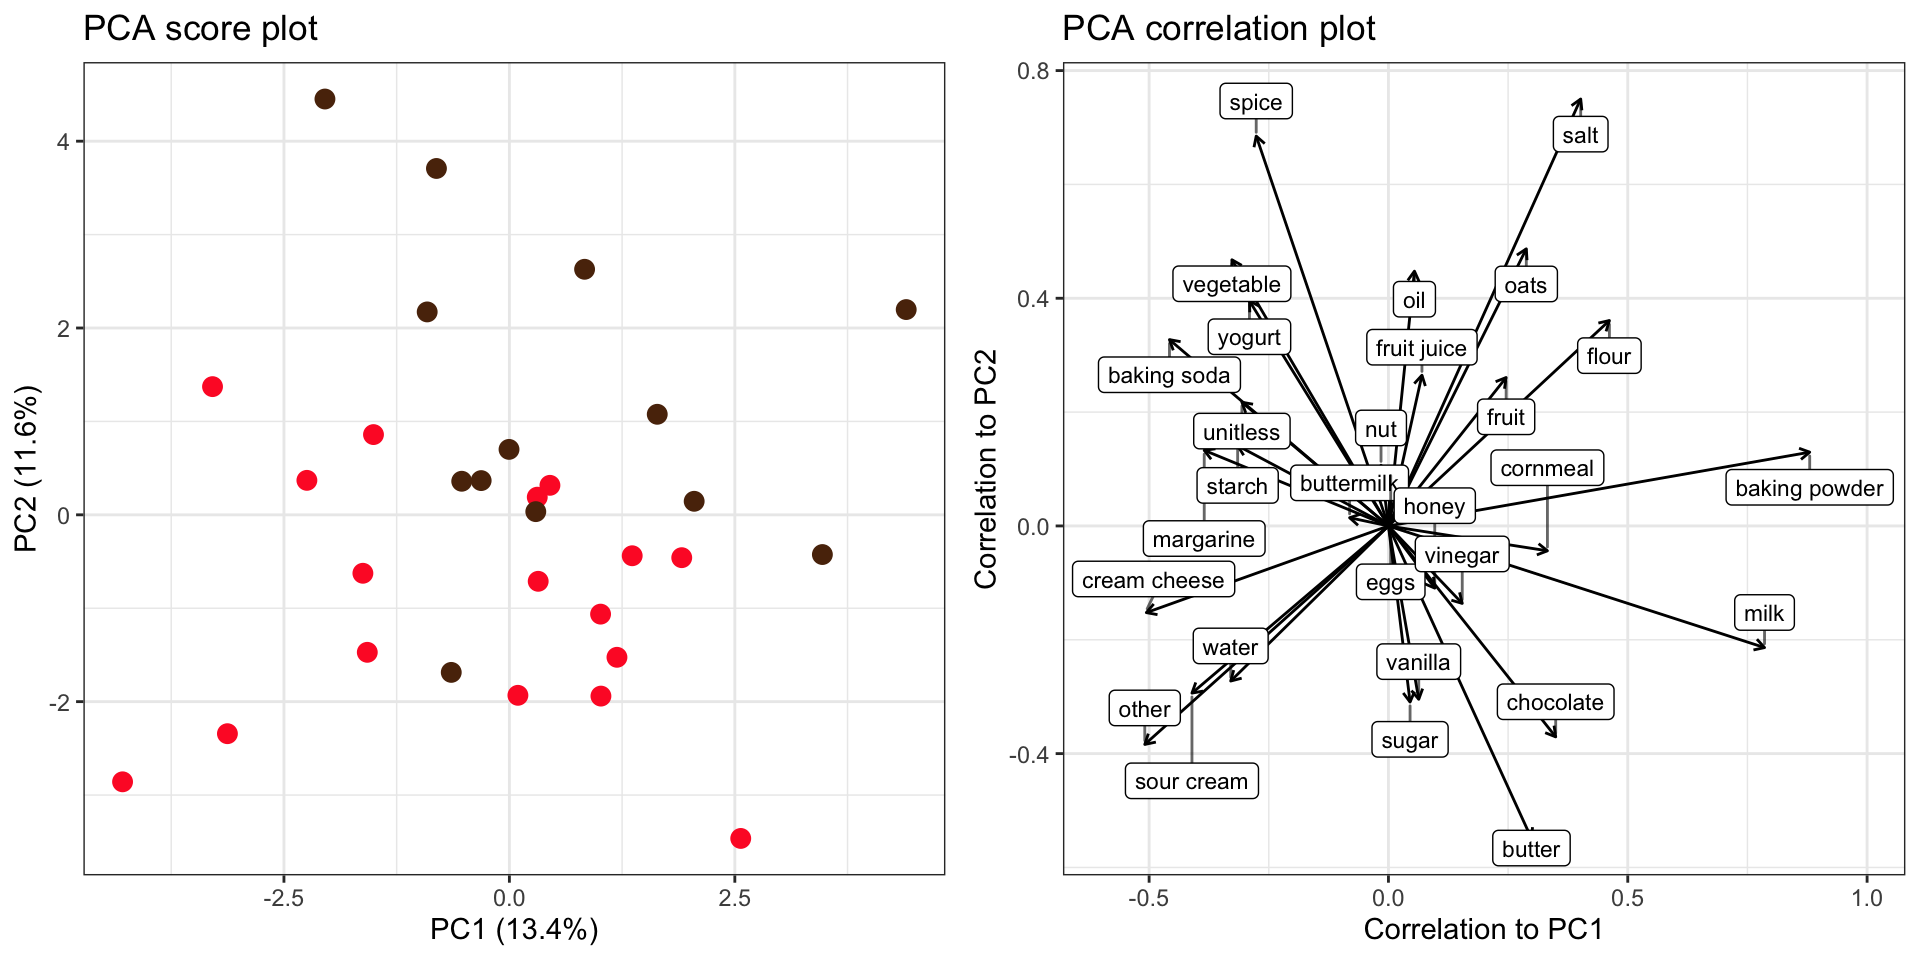 PCA score plot
4
2
0
-2
-2.5
0.0
2.5
PC1 (13.4%)
PC2 (11.6%)
PCA correlation plot
0.8
0.4
0.0
-0.4
-0.5
0.0
0.5
1.0
Correlation to PC1
Correlation to PC2
spice
salt
vegetable
oil
oats
yogurt
fruit juice
flour
baking soda
unitless
nut
fruit
cornmeal
starch
buttermilk
honey
baking powder
margarine
vinegar
cream cheese
eggs
milk
water
vanilla
other
chocolate
sugar
sour cream
butter